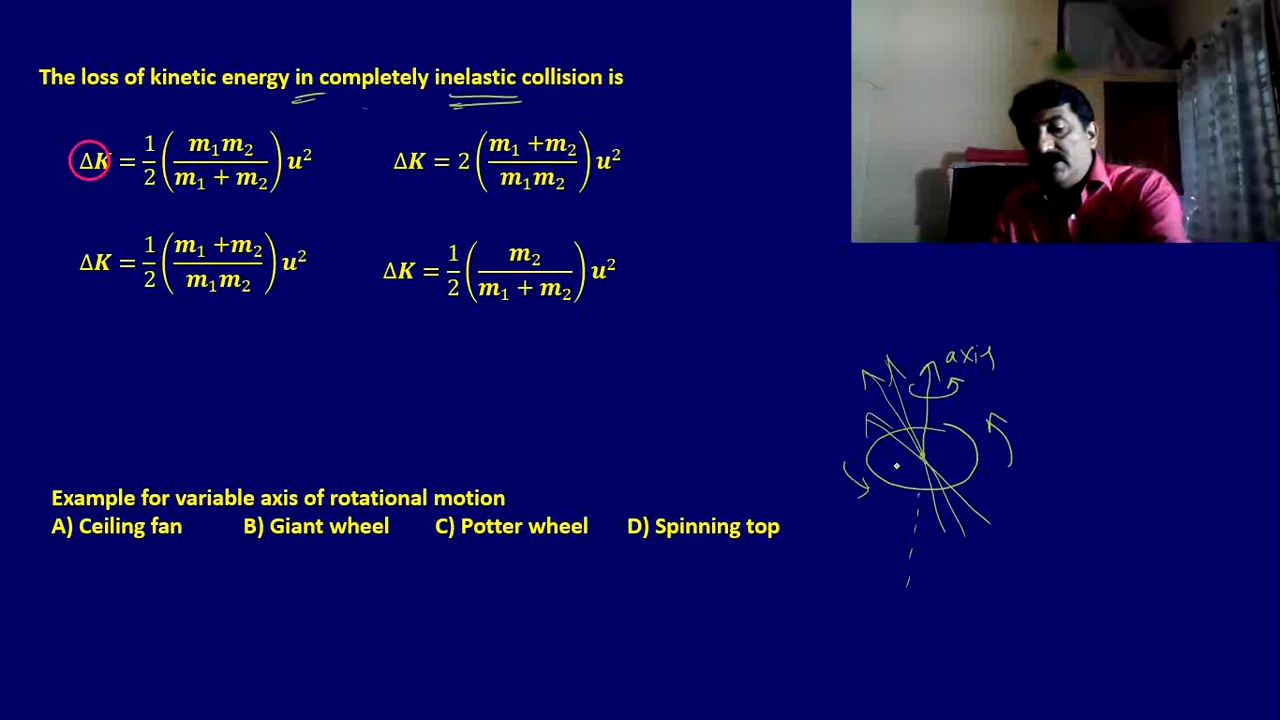 The loss of kinetic energy in completely inelastic collision is
ΔK = 1/2 (m₁m₂ / m₁ + m₂) u²
ΔK = 2 (m₁ + m₂ / m₁m₂) u²
ΔK = 1/2 (m₁ + m₂ / m₁m₂) u²
ΔK = 1/2 (m₂ / m₁ + m₂) u²
axis
Example for variable axis of rotational motion
A) Ceiling fan B) Giant wheel C) Potter wheel D) Spinning top